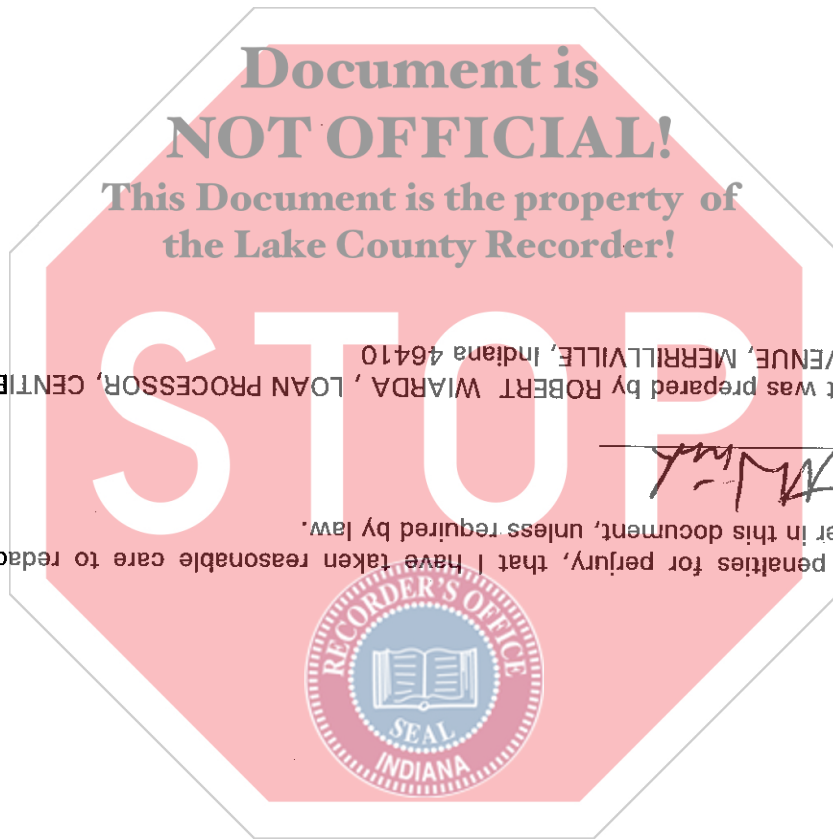 Document is
NOT OFFICIAL!
This Document is the property of
the Lake County Recorder!
STOP
RECORDER'S OFFICE
SEAL
INDIANA
penalties for perjury, that I have taken reasonable care to redac
er in this document, unless required by law.
t was prepared by ROBERT WIARDA , LOAN PROCESSOR, CENTIE
VENUE, MERRILLVILLE, Indiana 46410